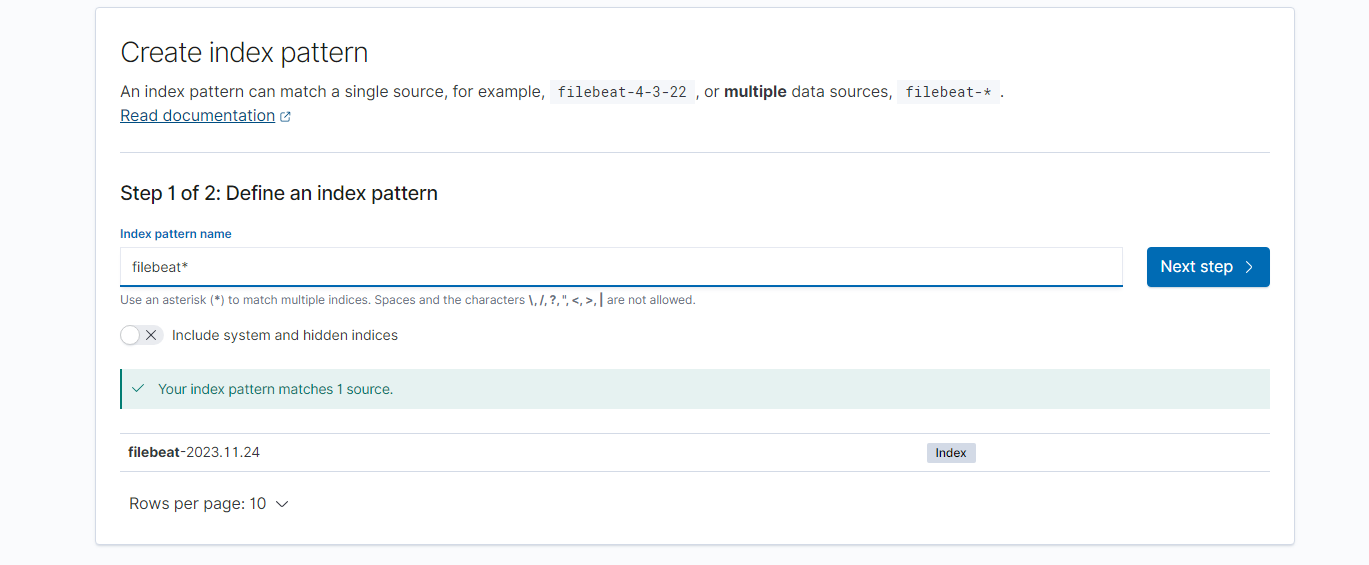 Create index pattern
An index pattern can match a single source, for example, filebeat-4-3-22 , or multiple data sources, filebeat-* .
Read documentation
Step 1 of 2: Define an index pattern
Index pattern name
filebeat*
Next step
Use an asterisk (*) to match multiple indices. Spaces and the characters \, /, ?, ", <, >, | are not allowed.
Include system and hidden indices
Your index pattern matches 1 source.
filebeat-2023.11.24 Index
Rows per page: 10